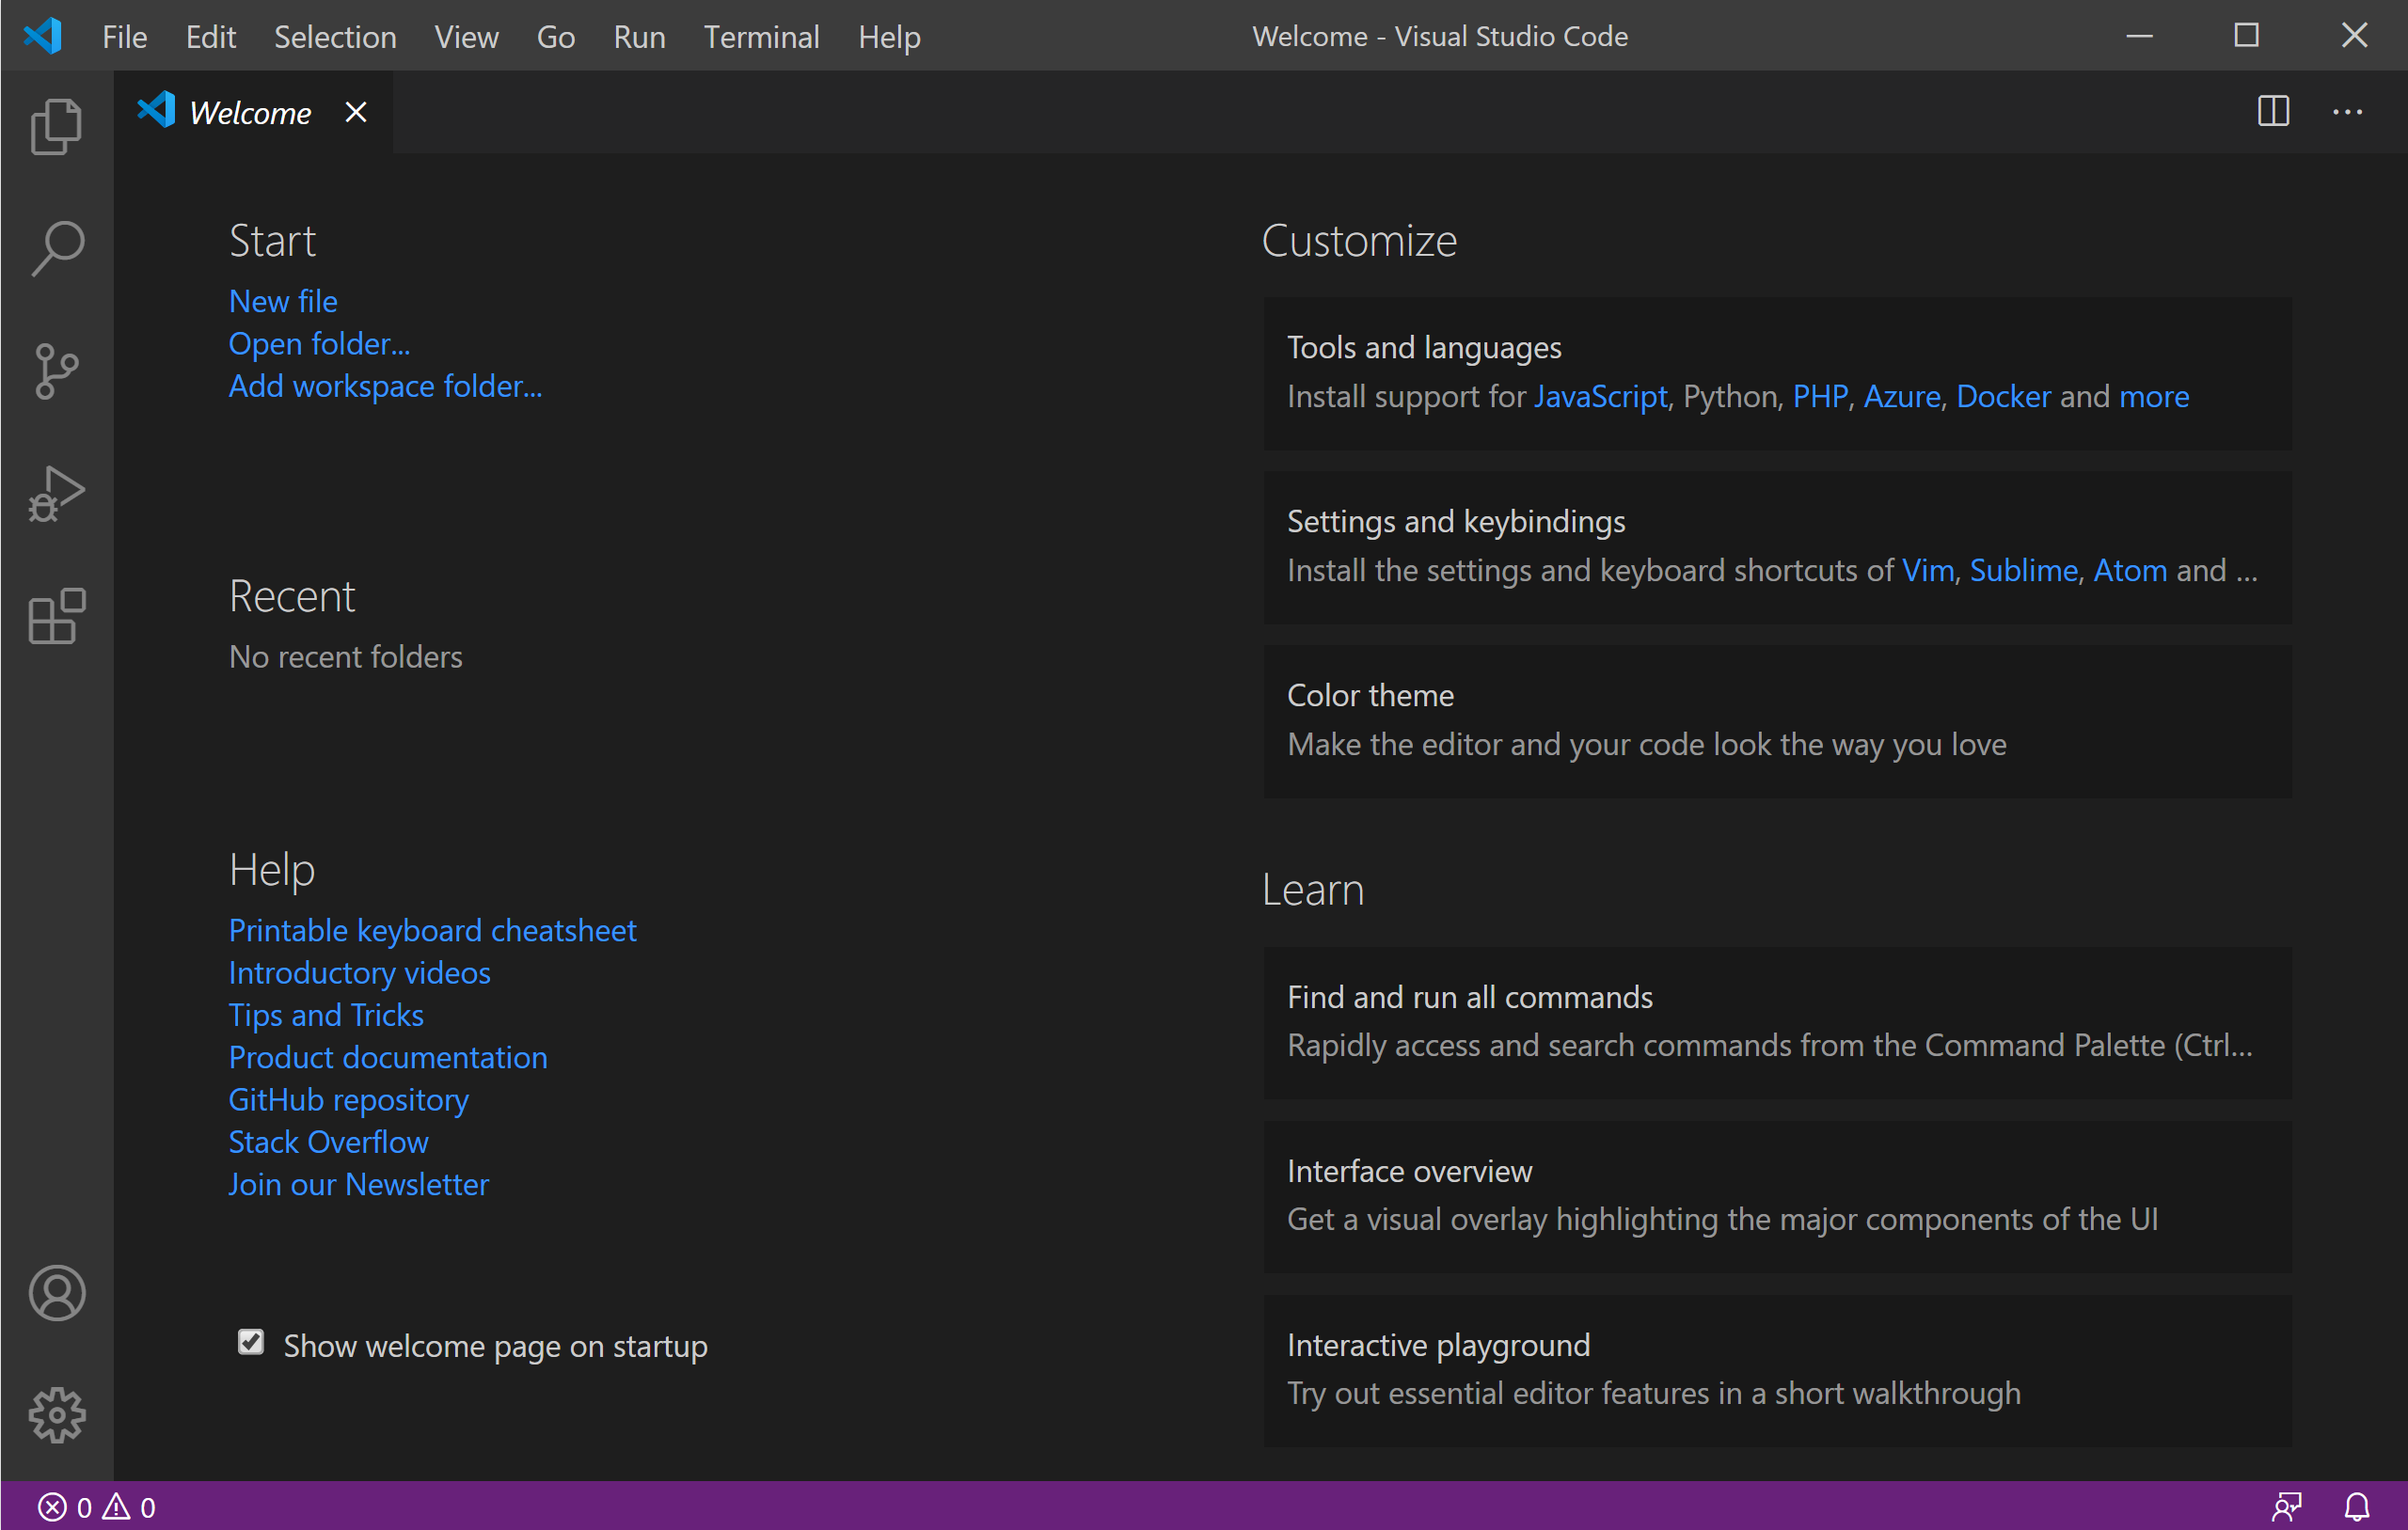 File Edit Selection View Go Run Terminal Help
Welcome - Visual Studio Code
Welcome
Start
New file
Open folder...
Add workspace folder...
Recent
No recent folders
Help
Printable keyboard cheatsheet
Introductory videos
Tips and Tricks
Product documentation
GitHub repository
Stack Overflow
Join our Newsletter
Show welcome page on startup
Customize
Tools and languages
Install support for JavaScript, Python, PHP, Azure, Docker and more
Settings and keybindings
Install the settings and keyboard shortcuts of Vim, Sublime, Atom and ...
Color theme
Make the editor and your code look the way you love
Learn
Find and run all commands
Rapidly access and search commands from the Command Palette (Ctrl...
Interface overview
Get a visual overlay highlighting the major components of the UI
Interactive playground
Try out essential editor features in a short walkthrough
0 0